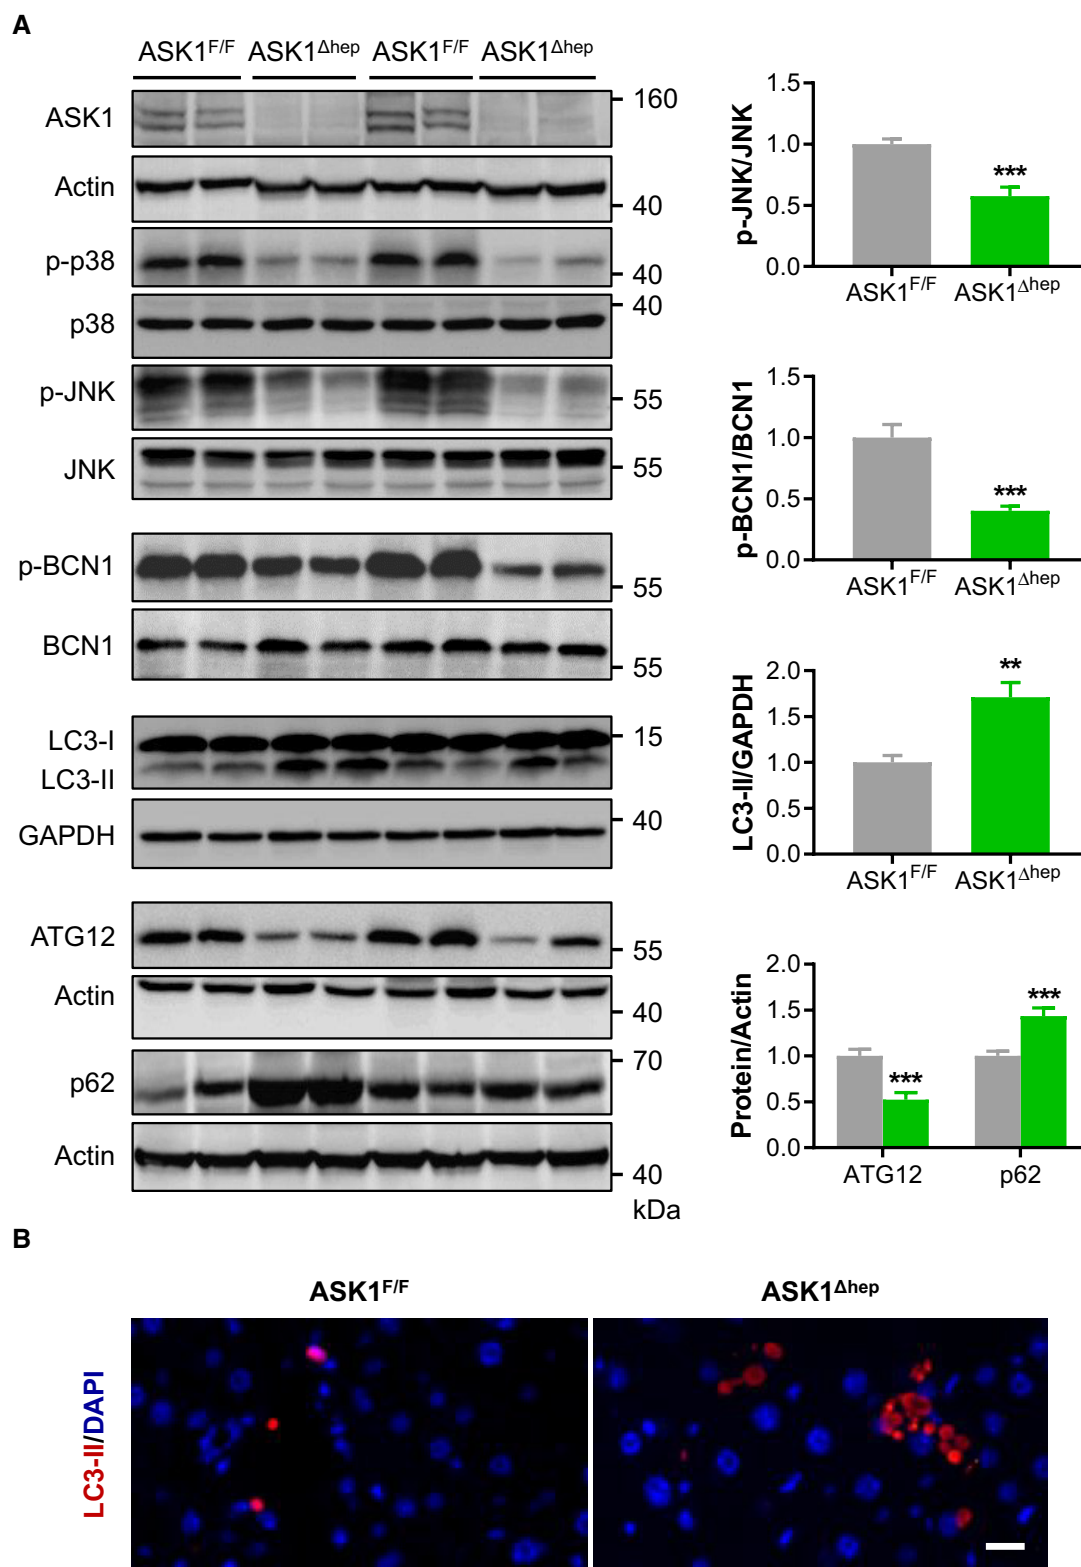 A
ASK1F/F ASK1Δhep ASK1F/F ASK1Δhep
ASK1
160
Actin
40
p-p38
40
p38
40
p-JNK
55
JNK
55
p-BCN1
55
BCN1
55
LC3-I
15
LC3-II
GAPDH
40
ATG12
55
Actin
40
p62
70
Actin
40
kDa
p-JNK/JNK
1.5
1.0
0.5
0.0
***
ASK1F/F ASK1Δhep
p-BCN1/BCN1
1.5
1.0
0.5
0.0
***
ASK1F/F ASK1Δhep
LC3-II/GAPDH
2.0
1.5
1.0
0.5
0.0
**
ASK1F/F ASK1Δhep
Protein/Actin
2.0
1.5
1.0
0.5
0.0
***
***
ATG12 p62
B
ASK1F/F ASK1Δhep
LC3-II/DAPI